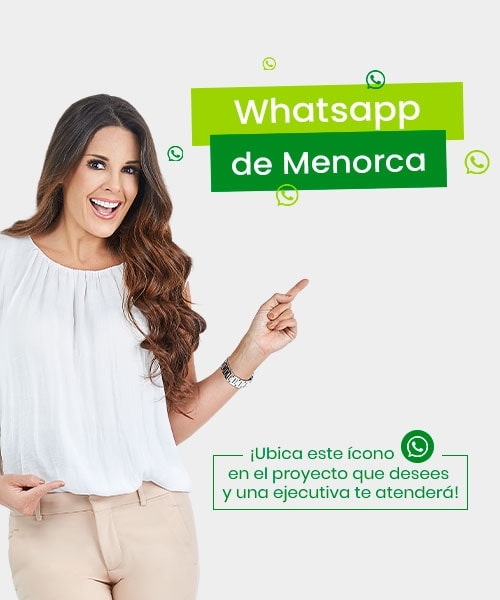 Whatsapp
de Menorca
¡Ubica este ícono
en el proyecto que desees
y una ejecutiva te atenderá!